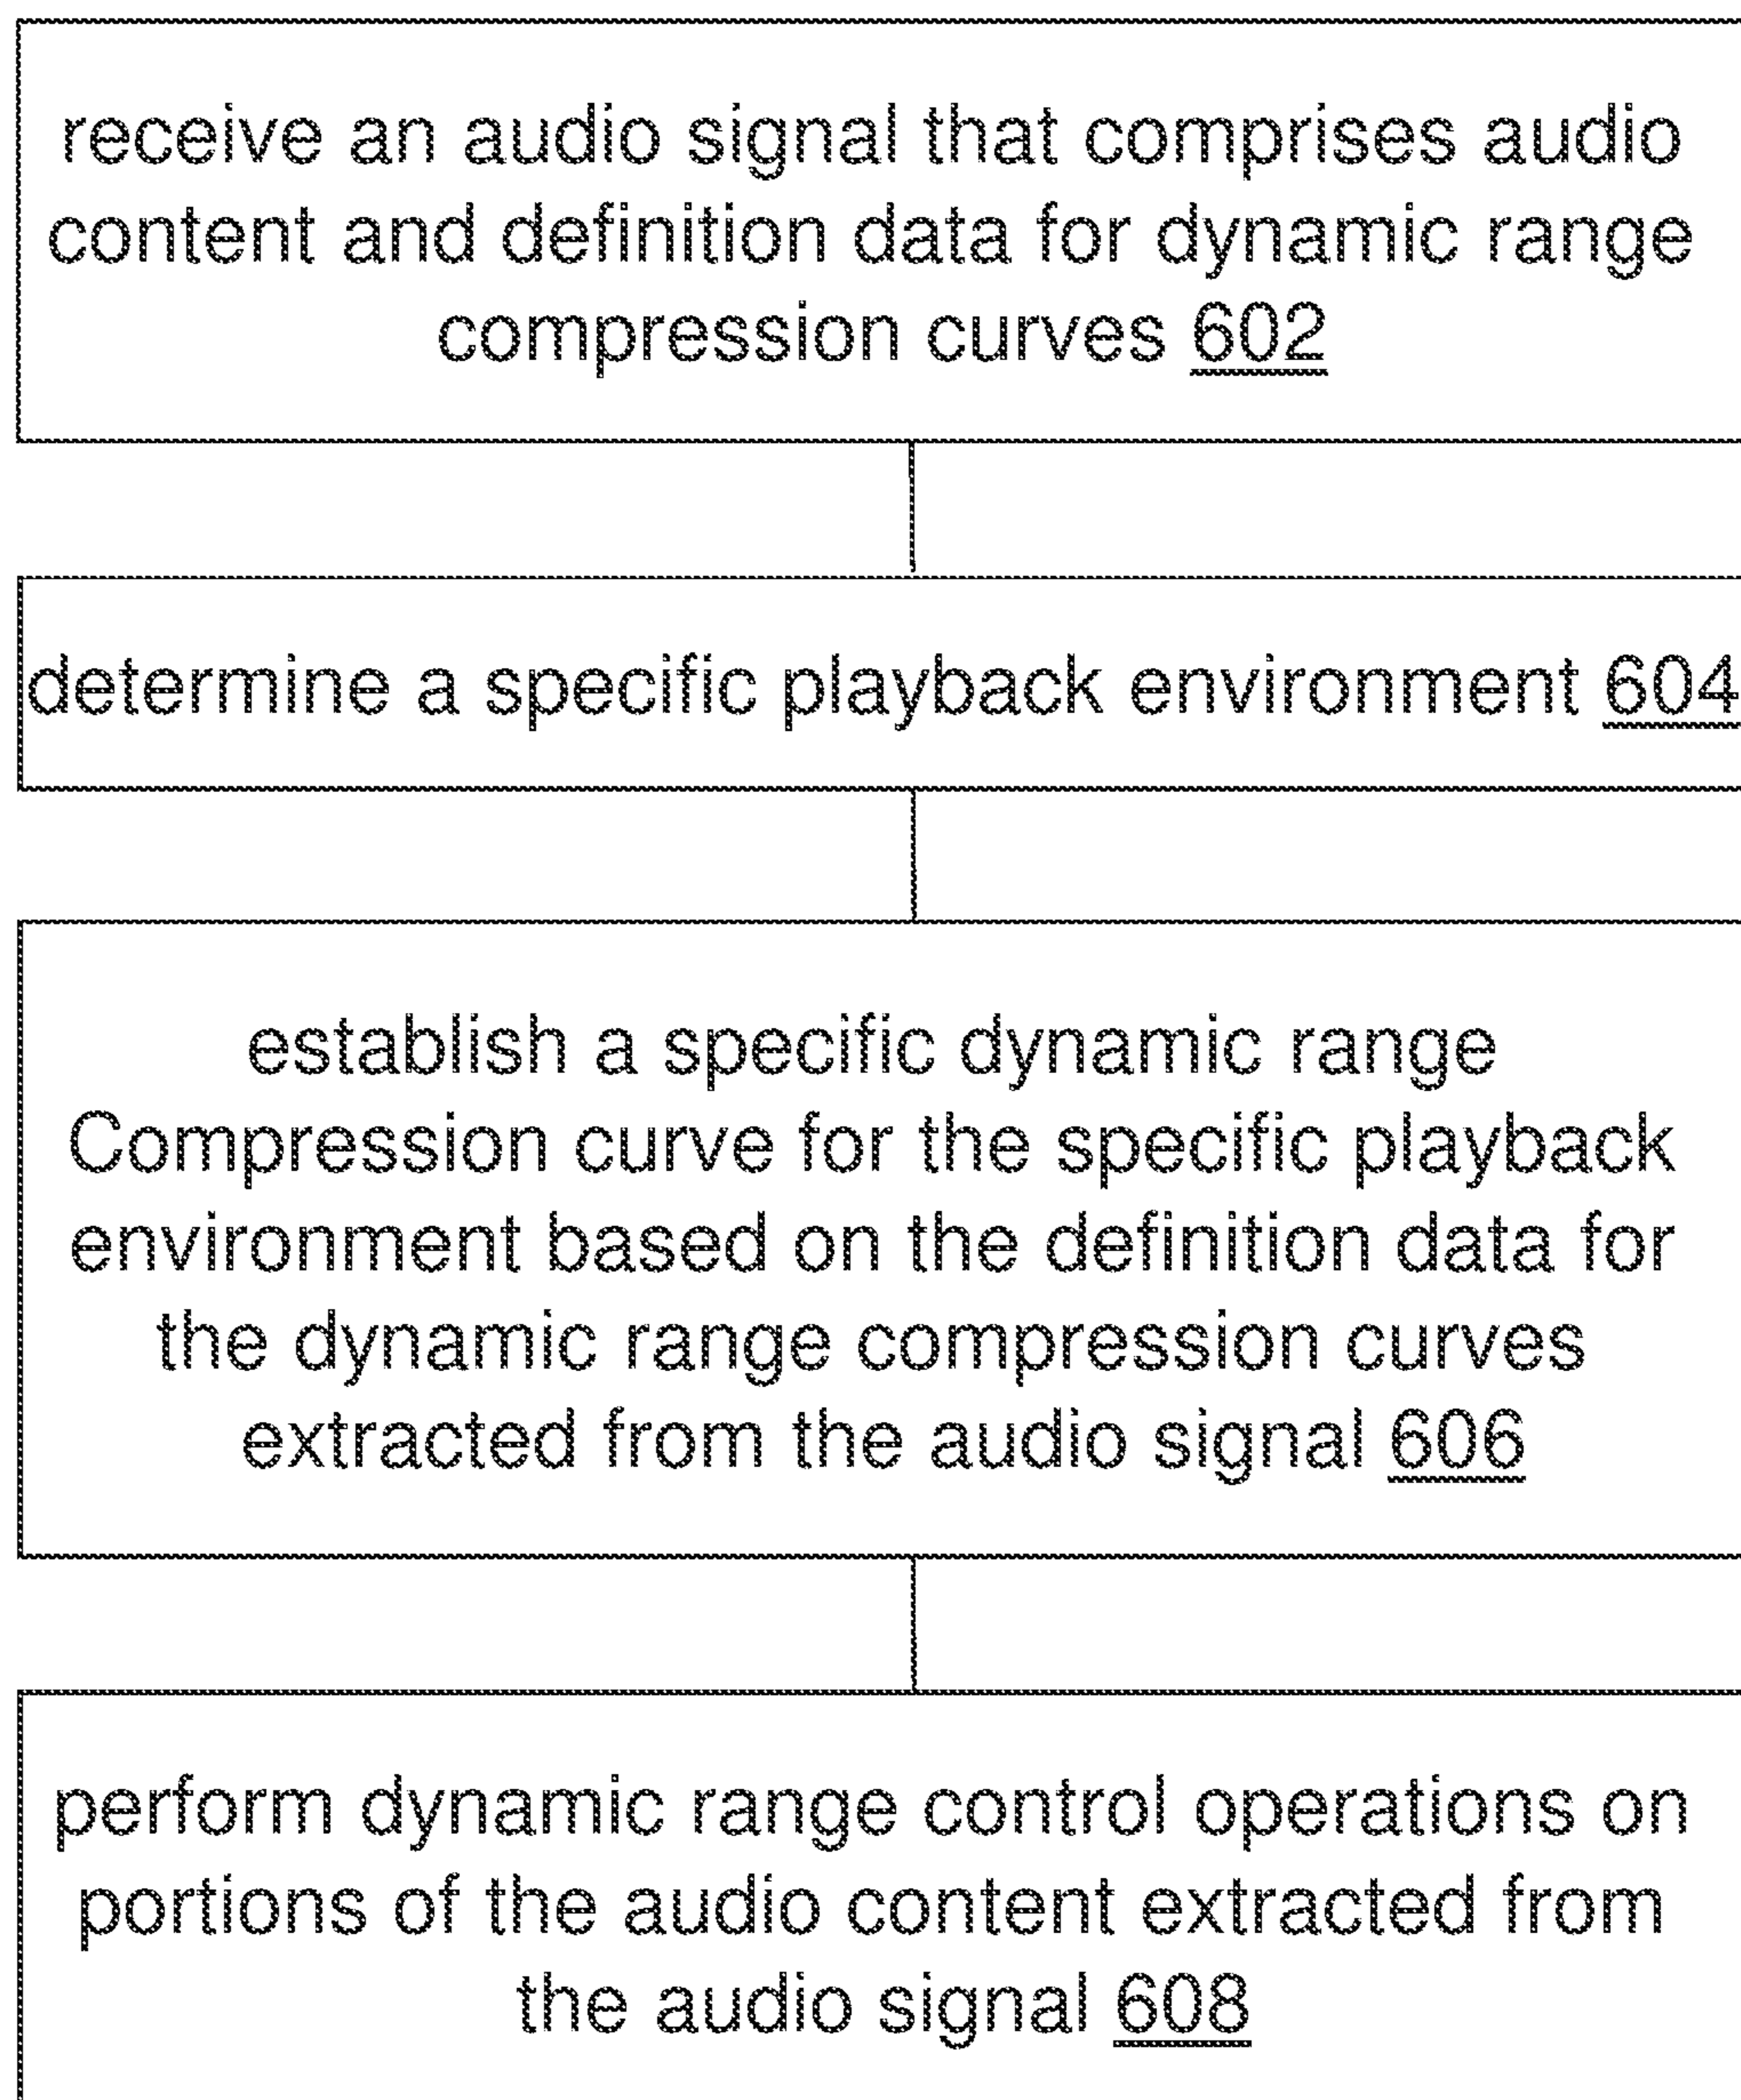 receive an audio signal that comprises audio
content and definition data for dynamic range
compression curves 602
determine a specific playback environment 604
establish a specific dynamic range
Compression curve for the specific playback
environment based on the definition data for
the dynamic range compression curves
extracted from the audio signal 606
perform dynamic range control operations on
portions of the audio content extracted from
the audio signal 608